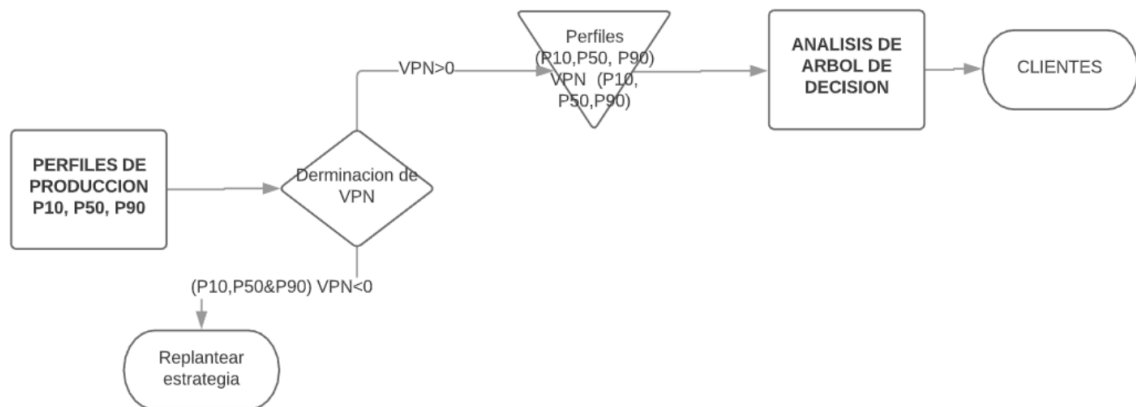 Perfiles
(P10,P50, P90)
VPN  (P10,
P50,P90)
ANALISIS DE
ARBOL DE
DECISION
CLIENTES
VPN>0
PERFILES DE
PRODUCCION
P10, P50, P90
Derminacion de
VPN
(P10,P50&P90) VPN<0
Replantear
estrategia